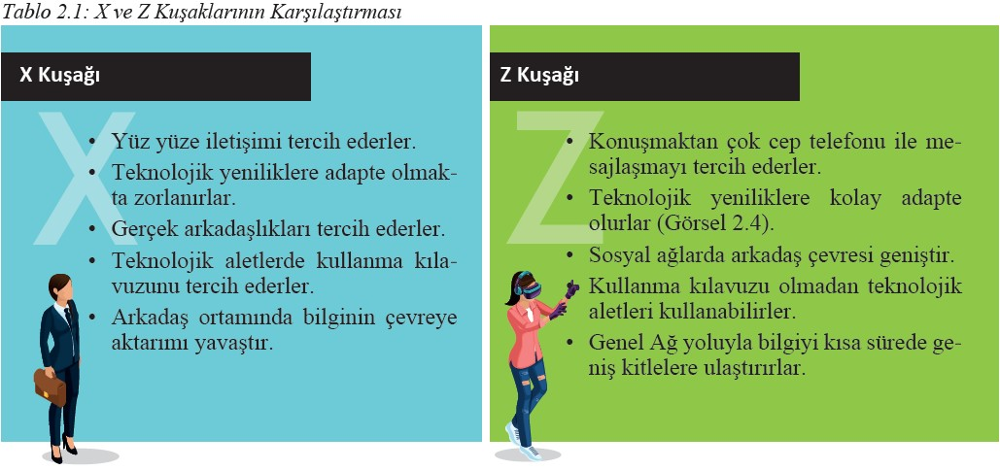 Tablo 2.1: X ve Z Kuşaklarının Karşılaştırması
X Kuşağı
X
• Yüz yüze iletişimi tercih ederler.
• Teknolojik yeniliklere adapte olmak-
ta zorlanırlar.
• Gerçek arkadaşlıkları tercih ederler.
• Teknolojik aletlerde kullanma kıla-
vuzunu tercih ederler.
• Arkadaş ortamında bilginin çevreye
aktarımı yavaştır.
Z Kuşağı
Z
• Konuşmaktan çok cep telefonu ile me-
sajlaşmayı tercih ederler.
• Teknolojik yeniliklere kolay adapte
olurlar (Görsel 2.4).
• Sosyal ağlarda arkadaş çevresi geniştir.
• Kullanma kılavuzu olmadan teknolojik
aletleri kullanabilirler.
• Genel Ağ yoluyla bilgiyi kısa sürede ge-
niş kitlelere ulaştırırlar.